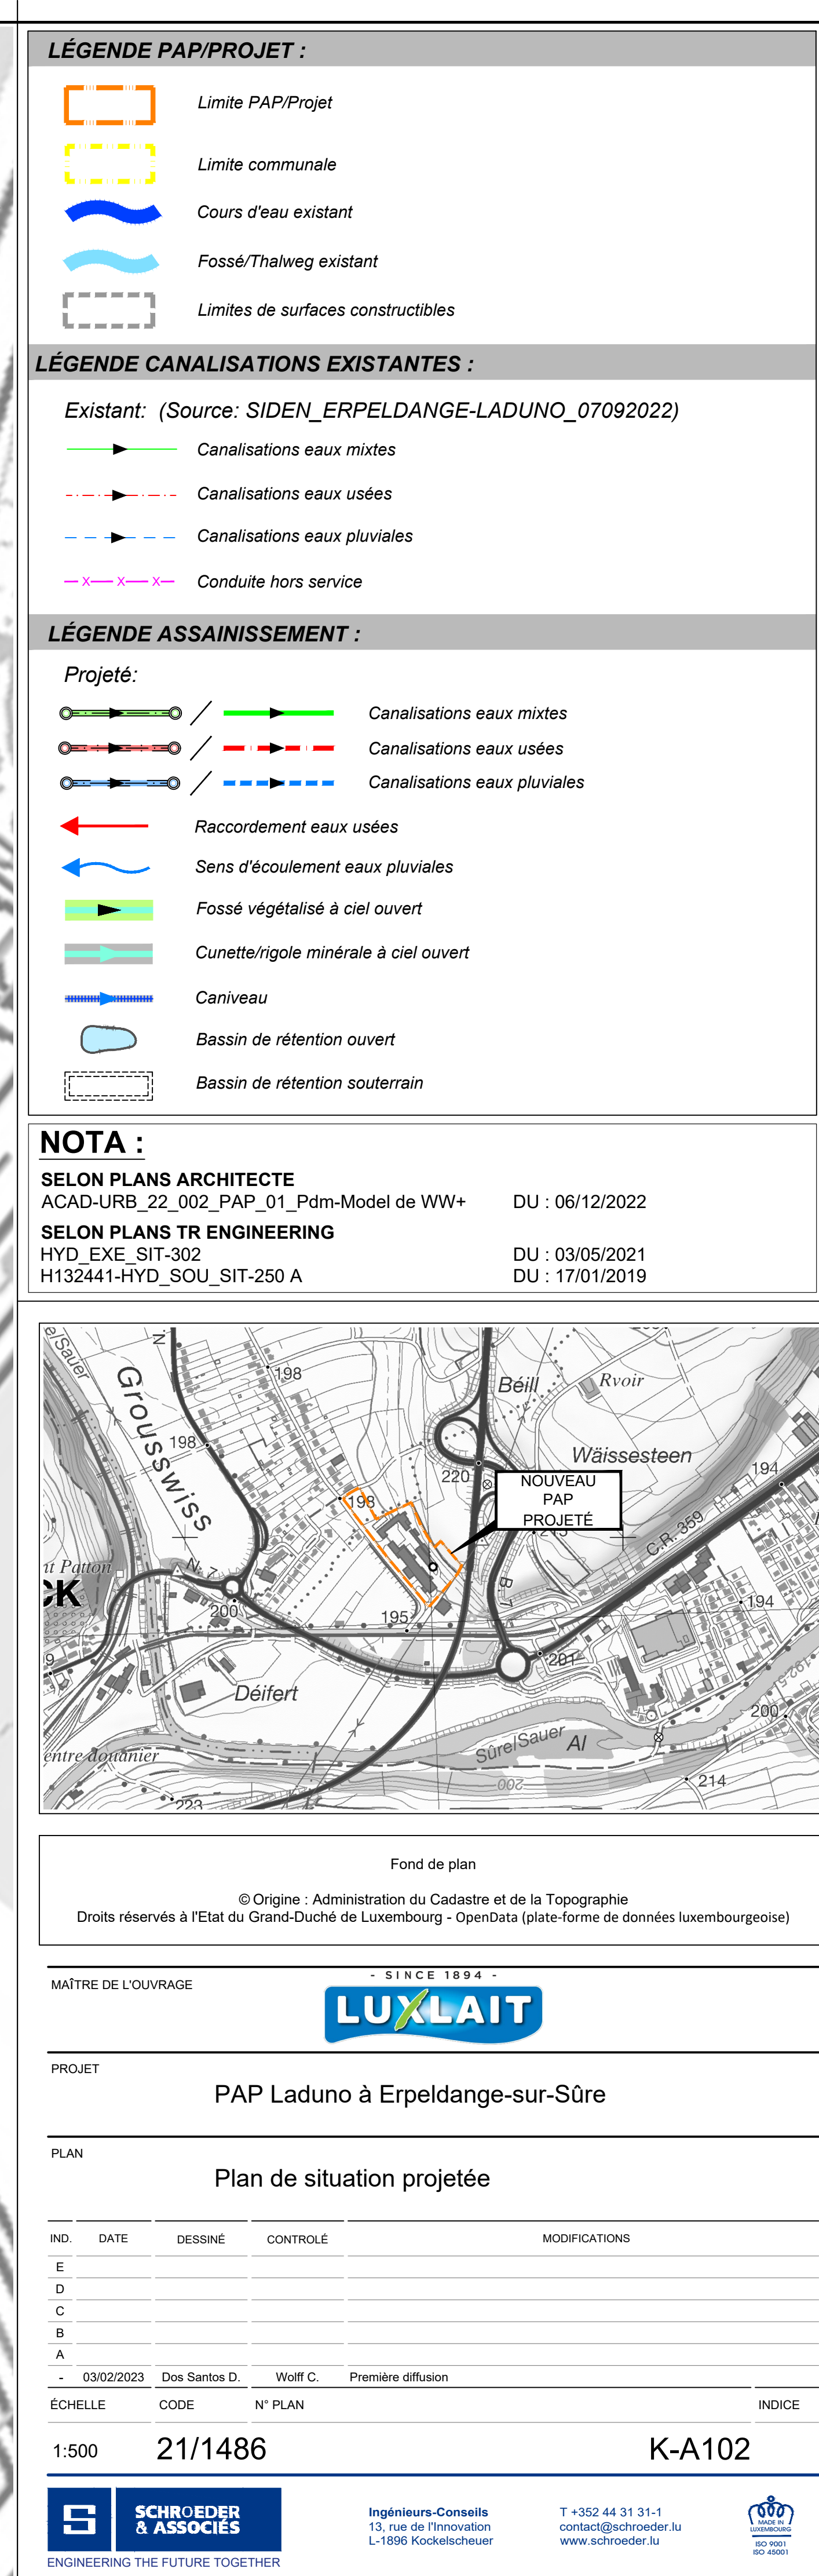 LÉGENDE PAP/PROJET :
Limite PAP/Projet
Limite communale
Cours d'eau existant
Fossé/Thalweg existant
Limites de surfaces constructibles
LÉGENDE CANALISATIONS EXISTANTES :
Existant: (Source: SIDEN_ERPELDANGE-LADUNO_07092022)
Canalisations eaux mixtes
Canalisations eaux usées
Canalisations eaux pluviales
X X X Conduite hors service
LÉGENDE ASSAINISSEMENT :
Projeté:
Canalisations eaux mixtes
Canalisations eaux usées
Canalisations eaux pluviales
Raccordement eaux usées
Sens d'écoulement eaux pluviales
Fossé végétalisé à ciel ouvert
Cunette/rigole minérale à ciel ouvert
Caniveau
Bassin de rétention ouvert
Bassin de rétention souterrain
NOTA :
SELON PLANS ARCHITECTE
ACAD-URB_22_002_PAP_01_Pdm-Model de WW+ DU : 06/12/2022
SELON PLANS TR ENGINEERING
HYD_EXE_SIT-302 DU : 03/05/2021
H132441-HYD_SOU_SIT-250 A DU : 17/01/2019
e/Sauer
N.
Grousswiss
198
Béill
Rvoir
198
Wäissesteen
220
194
198
NOUVEAU
PAP
PROJETÉ
C.R. 359
nt Patton
N. 7
B. 7
200
195
194
201
Déifert
200
Sûre/Sauer
Al
entre douanier
200
214
223
Fond de plan
© Origine : Administration du Cadastre et de la Topographie
Droits réservés à l'Etat du Grand-Duché de Luxembourg - OpenData (plate-forme de données luxembourgeoise)
MAÎTRE DE L'OUVRAGE
- SINCE 1894 -
LUXLAIT
PROJET
PAP Laduno à Erpeldange-sur-Sûre
PLAN
Plan de situation projetée
IND. DATE DESSINÉ CONTROLÉ MODIFICATIONS
E
D
C
B
A
- 03/02/2023 Dos Santos D. Wolff C. Première diffusion
ÉCHELLE CODE N° PLAN INDICE
1:500 21/1486 K-A102
S SCHROEDER
& ASSOCIÉS
ENGINEERING THE FUTURE TOGETHER
Ingénieurs-Conseils
13, rue de l'Innovation
L-1896 Kockelscheuer
T +352 44 31 31-1
contact@schroeder.lu
www.schroeder.lu
MADE IN
LUXEMBOURG
ISO 9001
ISO 45001